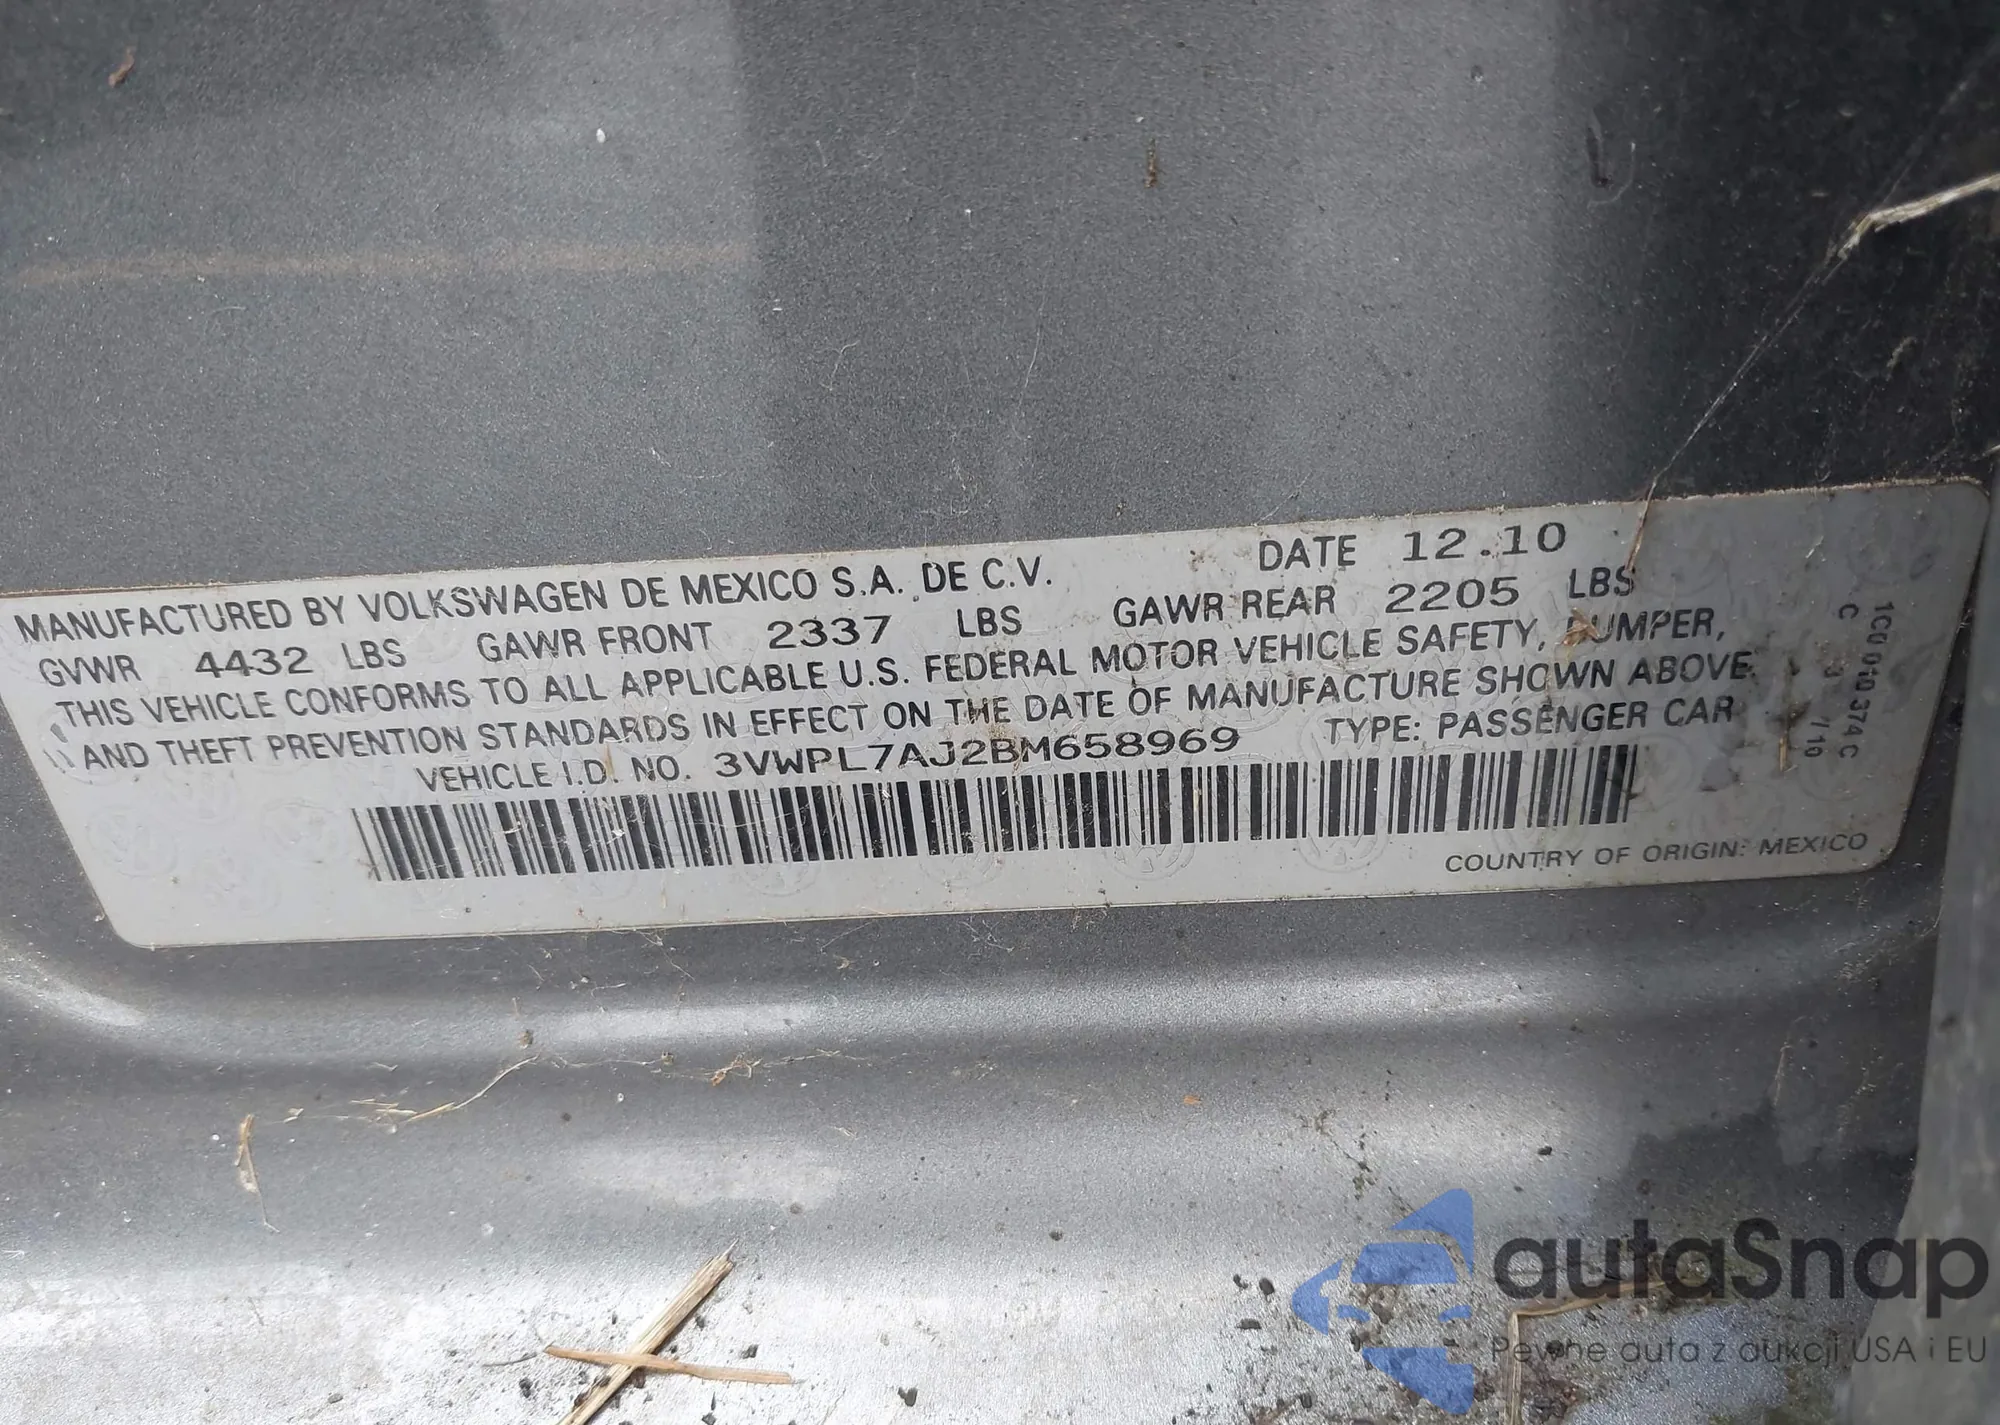 MANUFACTURED BY VOLKSWAGEN DE MEXICO S.A. DE C.V. DATE 12.10
GVWR 4432 LBS GAWR FRONT 2337 LBS GAWR REAR 2205 LBS
THIS VEHICLE CONFORMS TO ALL APPLICABLE U.S. FEDERAL MOTOR VEHICLE SAFETY, BUMPER,
AND THEFT PREVENTION STANDARDS IN EFFECT ON THE DATE OF MANUFACTURE SHOWN ABOVE.
VEHICLE I.D. NO. 3VWPL7AJ2BM658969 TYPE: PASSENGER CAR
COUNTRY OF ORIGIN: MEXICO
1C0 010 374 C
autaSnap
Pewne auta z aukcji USA i EU